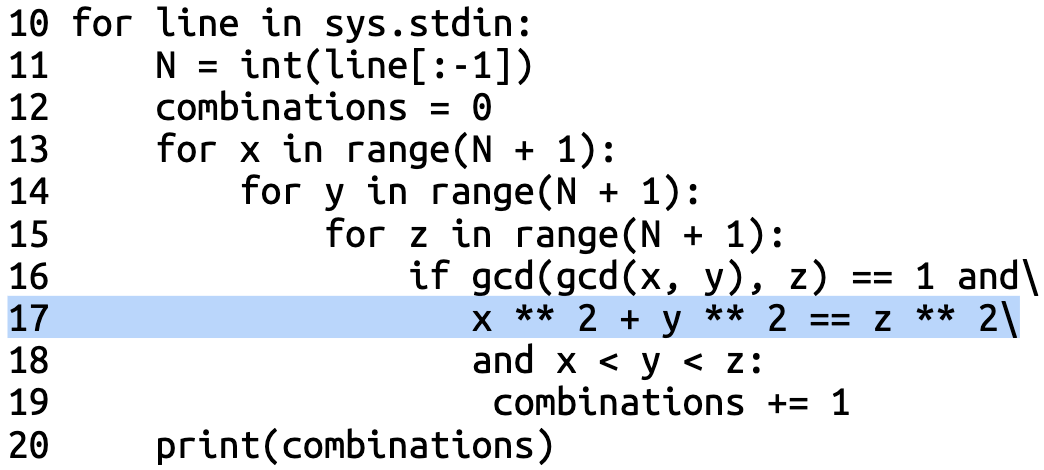 10 for line in sys.stdin:
11     N = int(line[:-1])
12     combinations = 0
13     for x in range(N + 1):
14         for y in range(N + 1):
15             for z in range(N + 1):
16                 if gcd(gcd(x, y), z) == 1 and\
17                    x ** 2 + y ** 2 == z ** 2\
18                    and x < y < z:
19                     combinations += 1
20     print(combinations)